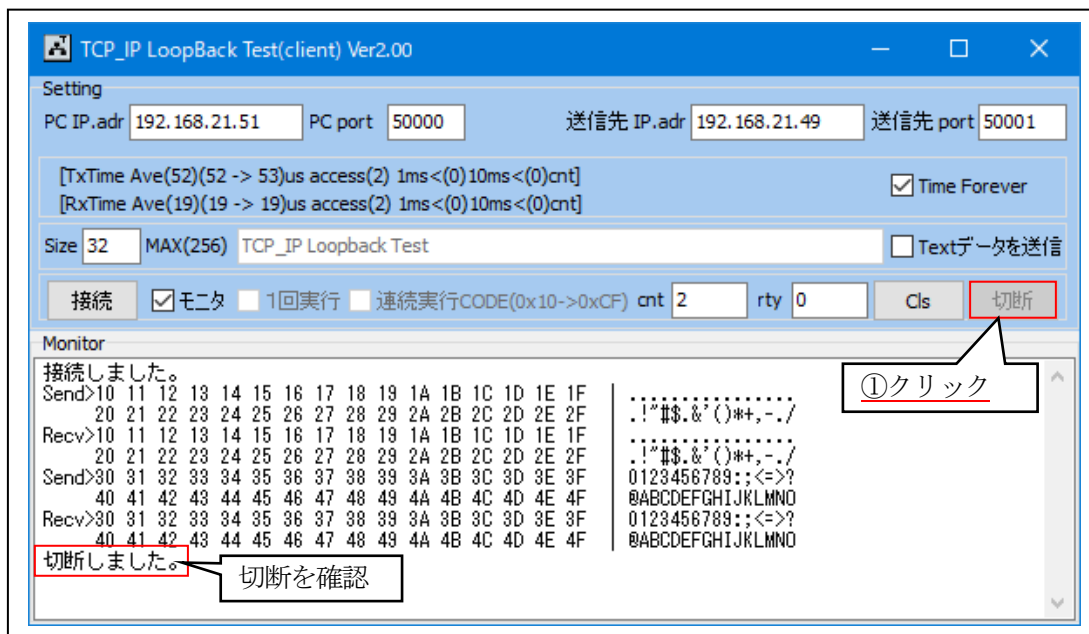 TCP_IP LoopBack Test(client) Ver2.00
Setting
PC IP.adr 192.168.21.51 PC port 50000 送信先 IP.adr 192.168.21.49 送信先 port 50001
[TxTime Ave(52)(52 -> 53)us access(2) 1ms<(0)10ms<(0)cnt]
[RxTime Ave(19)(19 -> 19)us access(2) 1ms<(0)10ms<(0)cnt]
Time Forever
Size 32 MAX(256) TCP_IP Loopback Test Textデータを送信
接続 モニタ 1回実行 連続実行CODE(0x10->0xCF) cnt 2 rty 0 Cls 切断
Monitor
①クリック
接続しました。
Send>10 11 12 13 14 15 16 17 18 19 1A 1B 1C 1D 1E 1F | ................
20 21 22 23 24 25 26 27 28 29 2A 2B 2C 2D 2E 2F | .!"#$.&'()*+,-./
Recv>10 11 12 13 14 15 16 17 18 19 1A 1B 1C 1D 1E 1F | ................
20 21 22 23 24 25 26 27 28 29 2A 2B 2C 2D 2E 2F | .!"#$.&'()*+,-./
Send>30 31 32 33 34 35 36 37 38 39 3A 3B 3C 3D 3E 3F | 0123456789:;<=>?
40 41 42 43 44 45 46 47 48 49 4A 4B 4C 4D 4E 4F | @ABCDEFGHIJKLMNO
Recv>30 31 32 33 34 35 36 37 38 39 3A 3B 3C 3D 3E 3F | 0123456789:;<=>?
40 41 42 43 44 45 46 47 48 49 4A 4B 4C 4D 4E 4F | @ABCDEFGHIJKLMNO
切断しました。
切断を確認